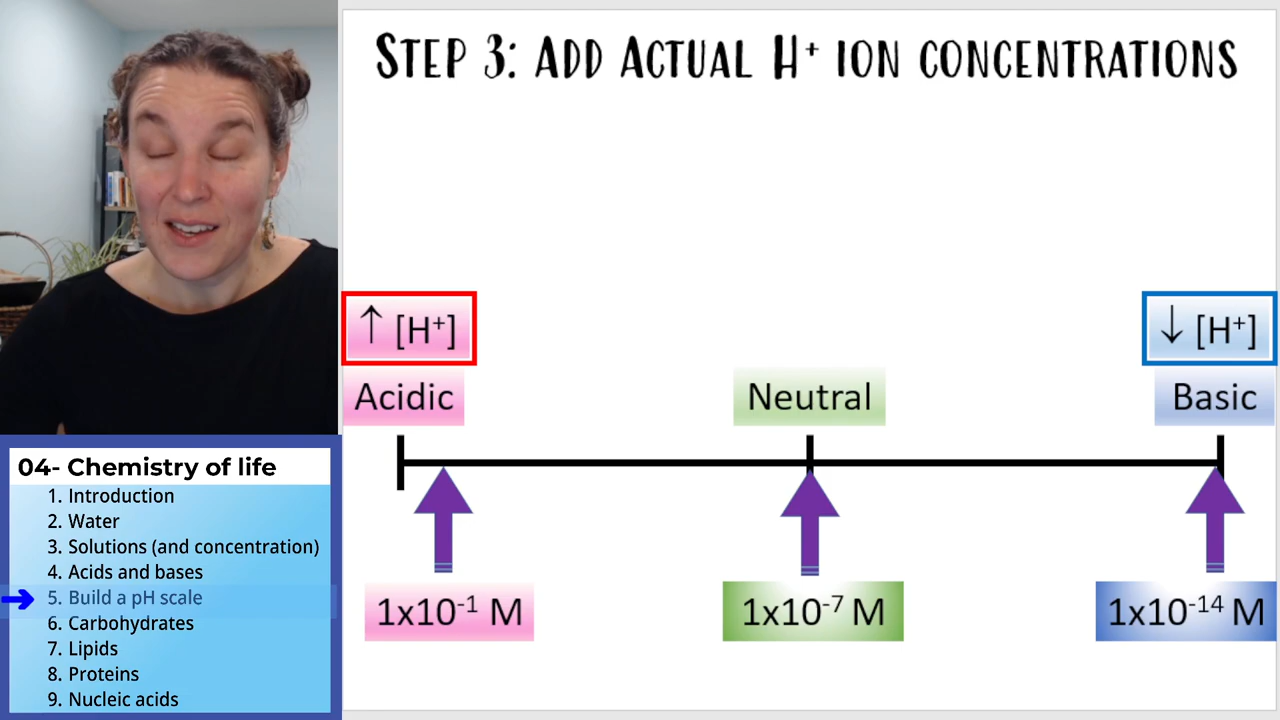 Step 3: Add Actual H⁺ ion concentrations
↑ [H⁺]
↓ [H⁺]
Acidic
Neutral
Basic
1x10⁻¹ M
1x10⁻⁷ M
1x10⁻¹⁴ M
04- Chemistry of life
1. Introduction
2. Water
3. Solutions (and concentration)
4. Acids and bases
5. Build a pH scale
6. Carbohydrates
7. Lipids
8. Proteins
9. Nucleic acids